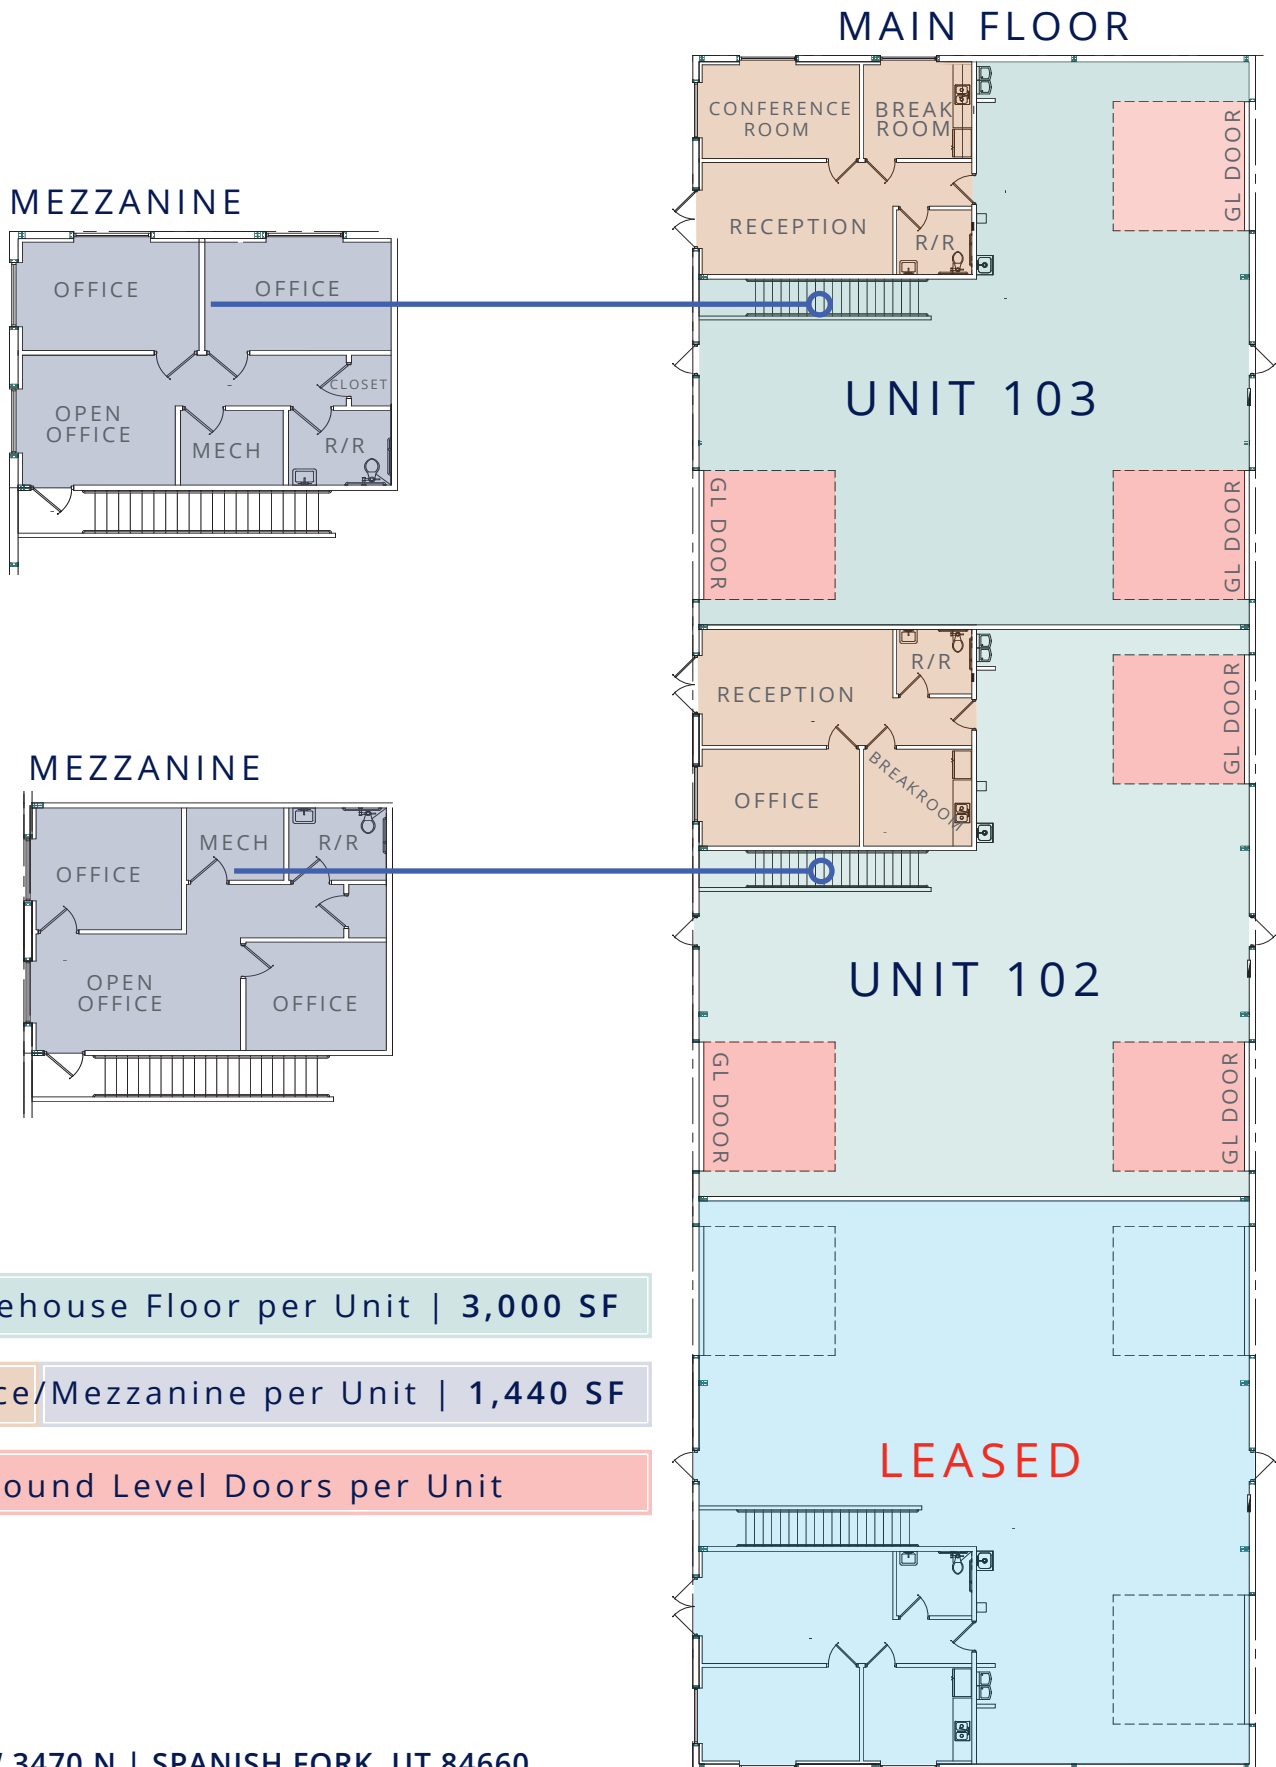 MAIN FLOOR
CONFERENCE
ROOM
BREAK
ROOM
GL DOOR
RECEPTION
R/R
UNIT 103
GL DOOR
GL DOOR
MEZZANINE
OFFICE
OFFICE
CLOSET
OPEN
OFFICE
MECH
R/R
RECEPTION
R/R
GL DOOR
OFFICE
BREAKROOM
UNIT 102
GL DOOR
GL DOOR
MEZZANINE
OFFICE
MECH
R/R
OPEN
OFFICE
OFFICE
LEASED
ehouse Floor per Unit | 3,000 SF
ce/Mezzanine per Unit | 1,440 SF
ound Level Doors per Unit
3470 N | SPANISH FORK, UT 84660